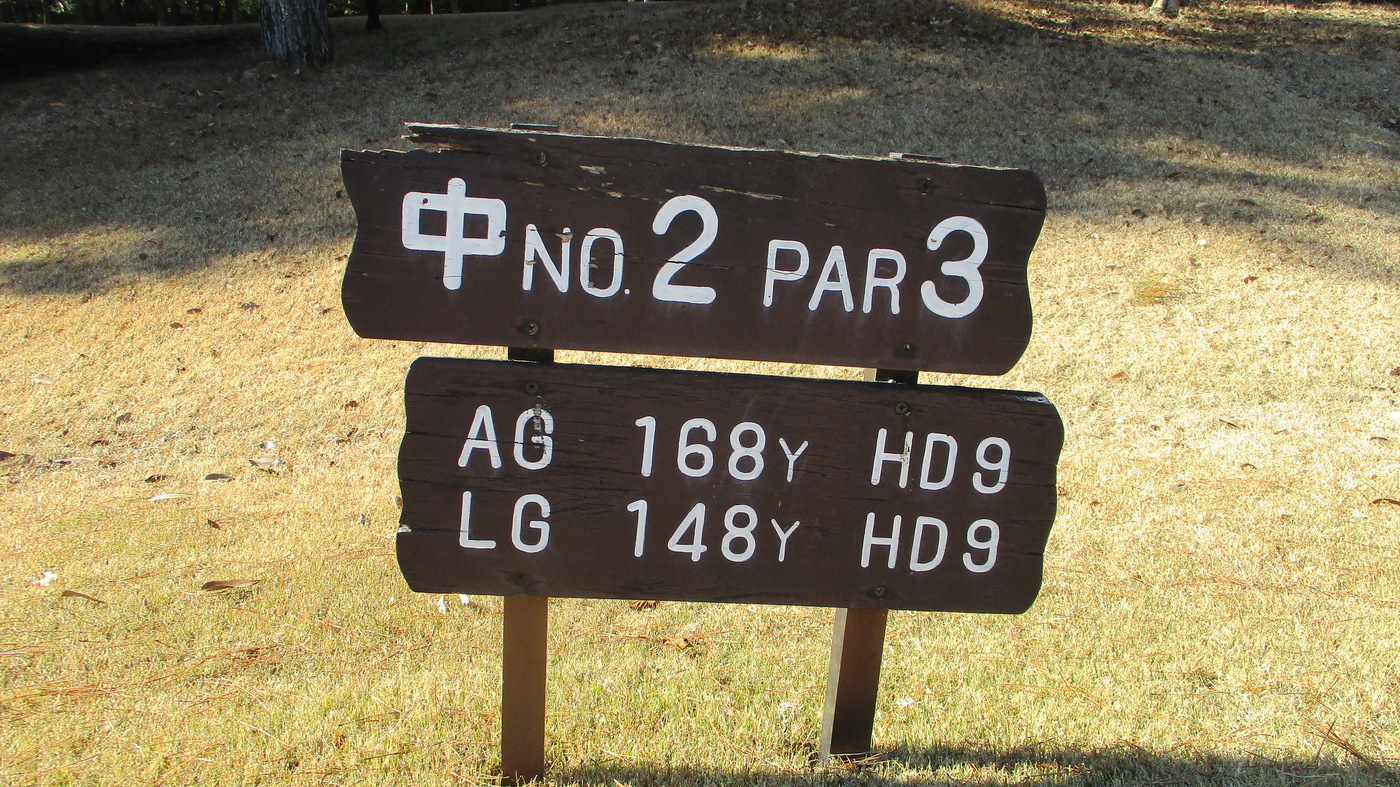 中 NO. 2 PAR 3
AG 168Y HD9
LG 148Y HD9